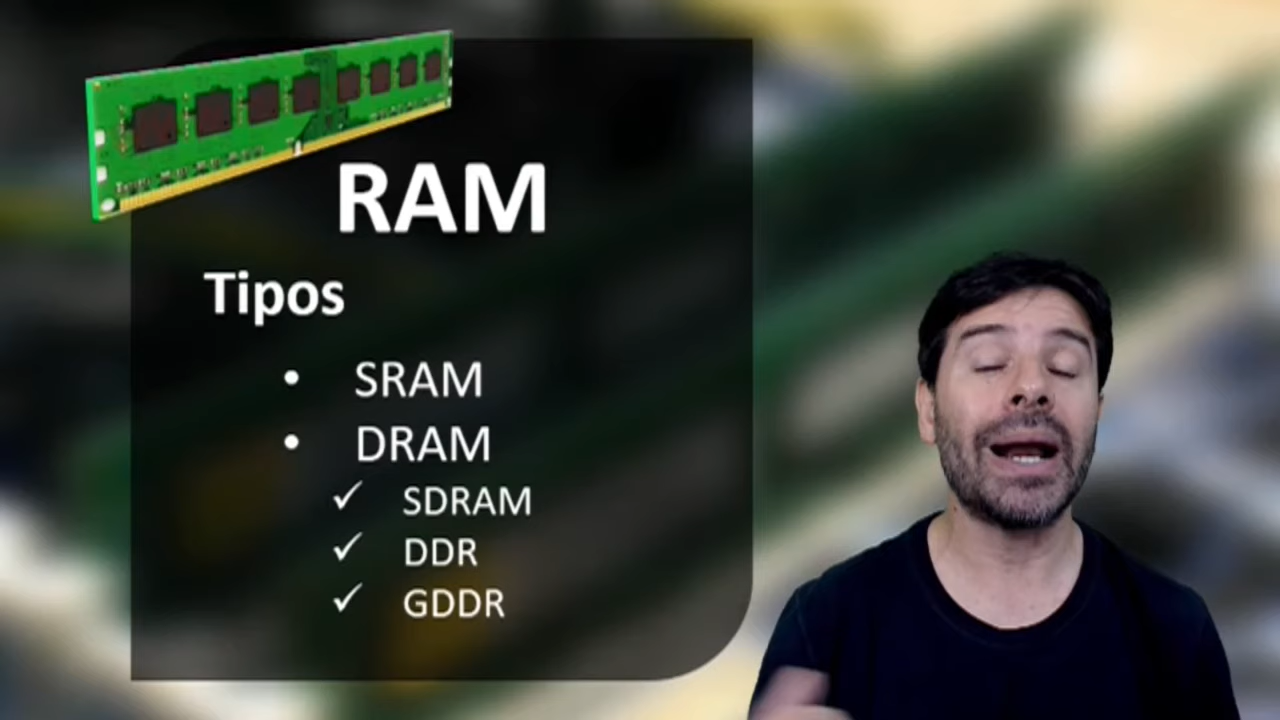 RAM
Tipos
• SRAM
• DRAM
✓ SDRAM
✓ DDR
✓ GDDR